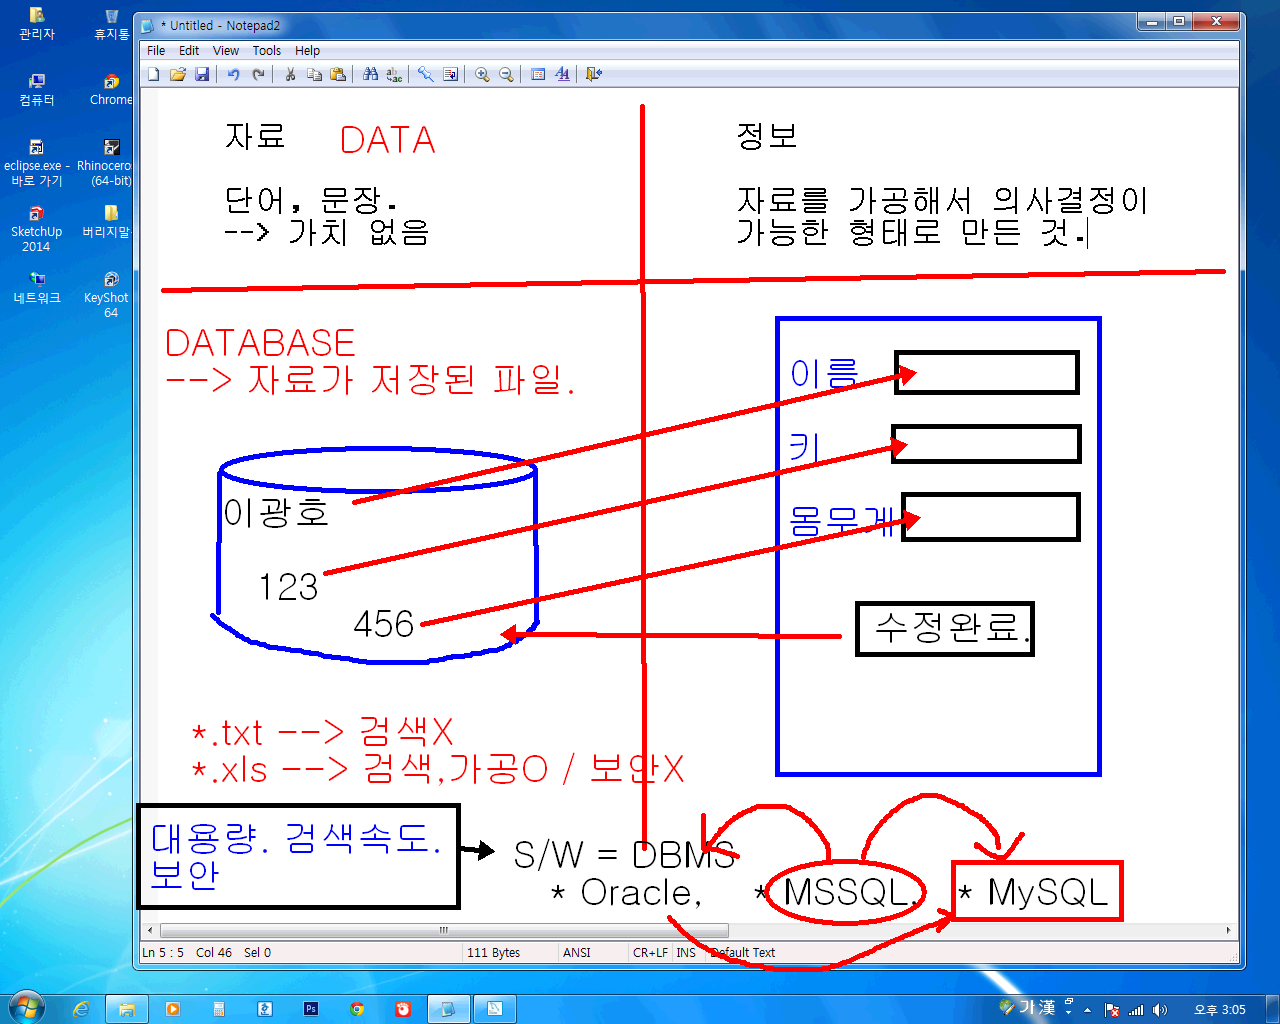 관리자
휴지통
컴퓨터
Chrome
eclipse.exe -
바로 가기
Rhinocero
(64-bit)
SketchUp
2014
버리지말
네트워크
KeyShot
64
* Untitled - Notepad2
File Edit View Tools Help
자료 DATA
정보
단어, 문장.
--> 가치 없음
자료를 가공해서 의사결정이
가능한 형태로 만든 것.
DATABASE
--> 자료가 저장된 파일.
이름
키
몸무게
이광호
123
456
수정완료.
*.txt --> 검색X
*.xls --> 검색,가공O / 보안X
대용량. 검색속도.
보안
S/W = DBMS
* Oracle, * MSSQL. * MySQL
Ln 5 : 5 Col 46 Sel 0 111 Bytes ANSI CR+LF INS Default Text
가 漢
오후 3:05